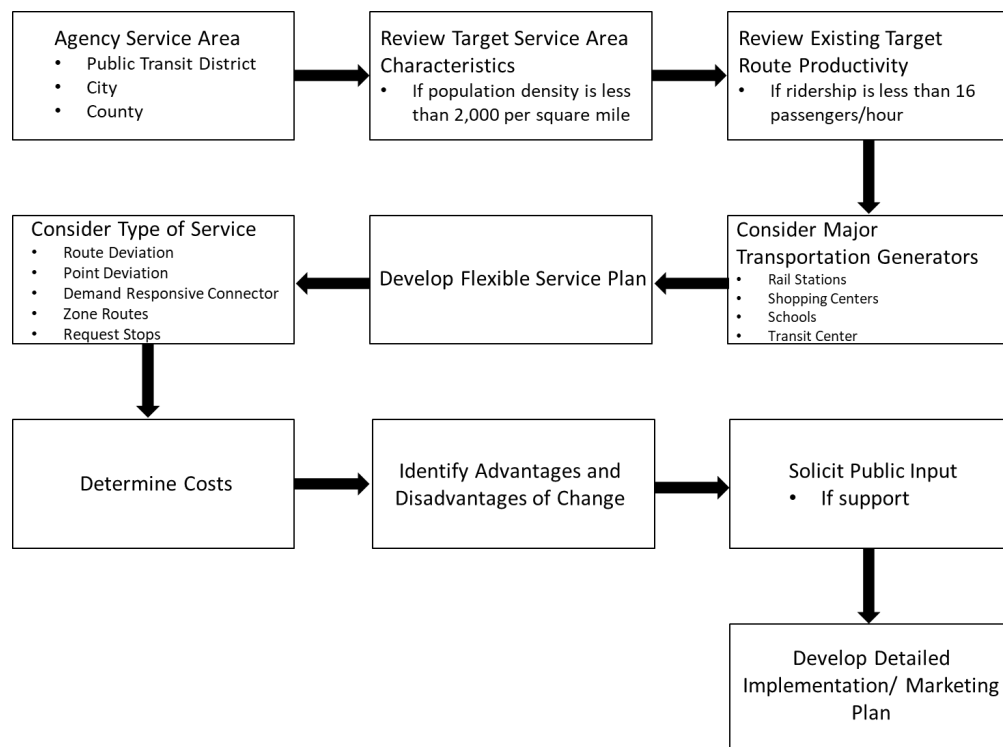 Agency Service Area
• Public Transit District
• City
• County
Review Target Service Area
Characteristics
• If population density is less
than 2,000 per square mile
Review Existing Target
Route Productivity
• If ridership is less than 16
passengers/hour
Consider Major
Transportation Generators
• Rail Stations
• Shopping Centers
• Schools
• Transit Center
Develop Flexible Service Plan
Consider Type of Service
• Route Deviation
• Point Deviation
• Demand Responsive Connector
• Zone Routes
• Request Stops
Determine Costs
Identify Advantages and
Disadvantages of Change
Solicit Public Input
• If support
Develop Detailed
Implementation/ Marketing
Plan